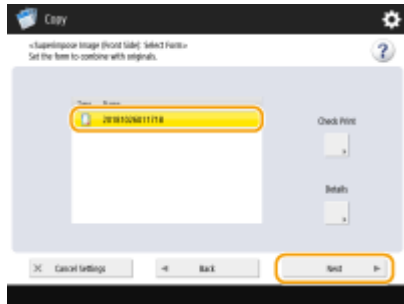 Copy
<Superimpose Image (Front Side): Select Form>
Set the form to combine with originals.
Type Name
20181026011718
Check Print
Details
Cancel Settings
Back
Next